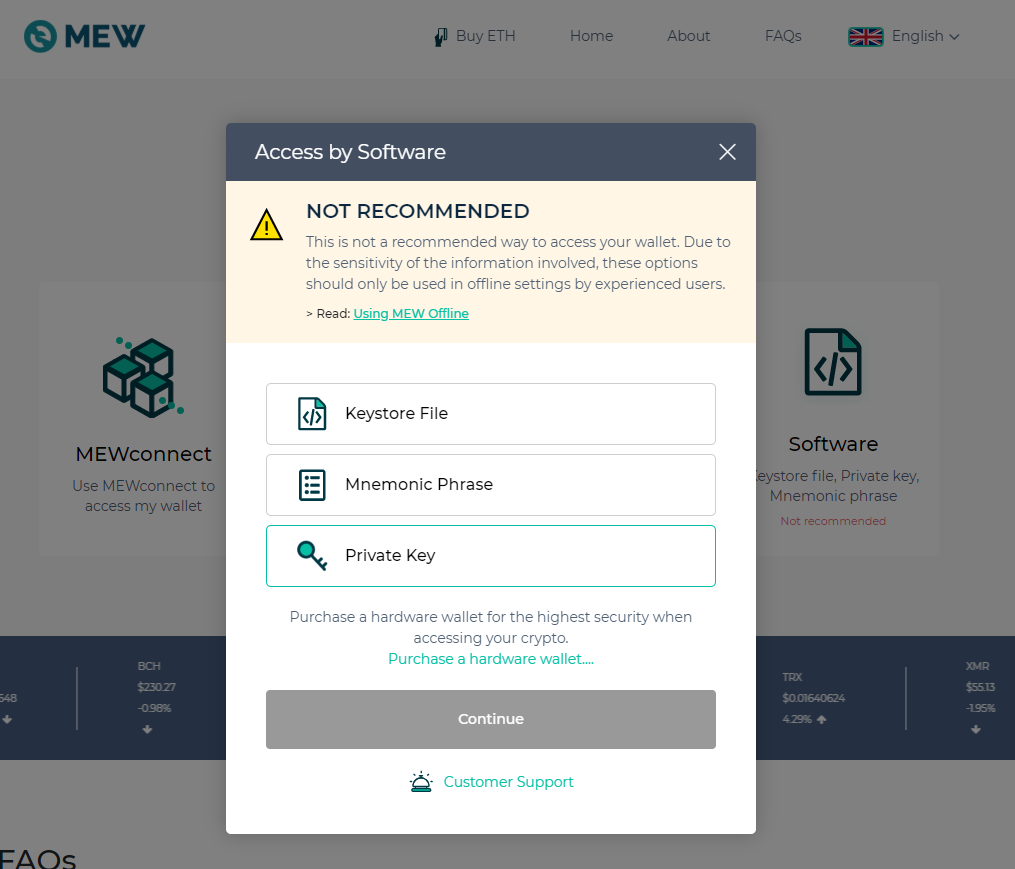 MEW
Buy ETH
Home
About
FAQs
English
Access by Software
NOT RECOMMENDED
This is not a recommended way to access your wallet. Due to
the sensitivity of the information involved, these options
should only be used in offline settings by experienced users.
> Read: Using MEW Offline
Keystore File
Mnemonic Phrase
Private Key
Purchase a hardware wallet for the highest security when
accessing your crypto.
Purchase a hardware wallet....
Continue
Customer Support
MEWconnect
Use MEWconnect to
access my wallet
Software
eystore file, Private key,
Mnemonic phrase
Not recommended
548
BCH
$230.27
-0.98%
TRX
$0.01640624
4.29%
XMR
$55.13
-1.95%
FAQs